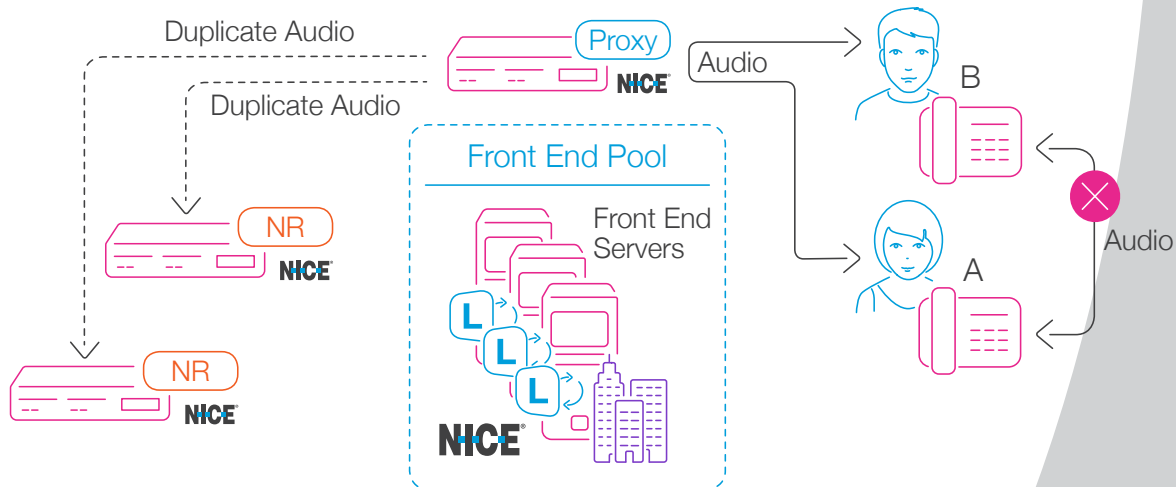 Duplicate Audio
Proxy
NICE®
Audio
B
Duplicate Audio
Front End Pool
NR
NICE®
Front End
Servers
A
Audio
L
L
L
NR
NICE®
NICE®